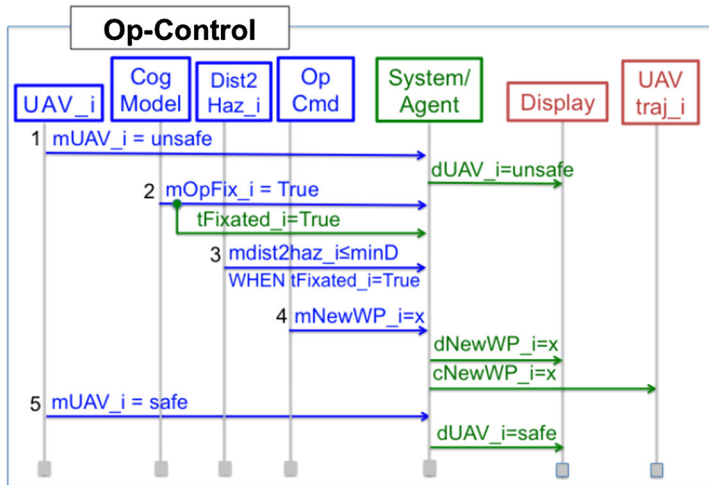 Op-Control
UAV_i
Cog
Model
Dist2
Haz_i
Op
Cmd
System/
Agent
Display
UAV
traj_i
1 mUAV_i = unsafe
dUAV_i=unsafe
2 mOpFix_i = True
tFixated_i=True
3 mdist2haz_i≤minD
WHEN tFixated_i=True
4 mNewWP_i=x
dNewWP_i=x
cNewWP_i=x
5 mUAV_i = safe
dUAV_i=safe